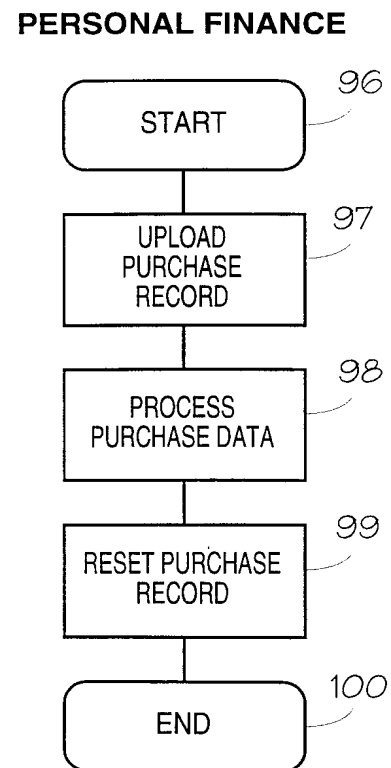 PERSONAL FINANCE
96
START
97
UPLOAD
PURCHASE
RECORD
98
PROCESS
PURCHASE DATA
99
RESET PURCHASE
RECORD
100
END